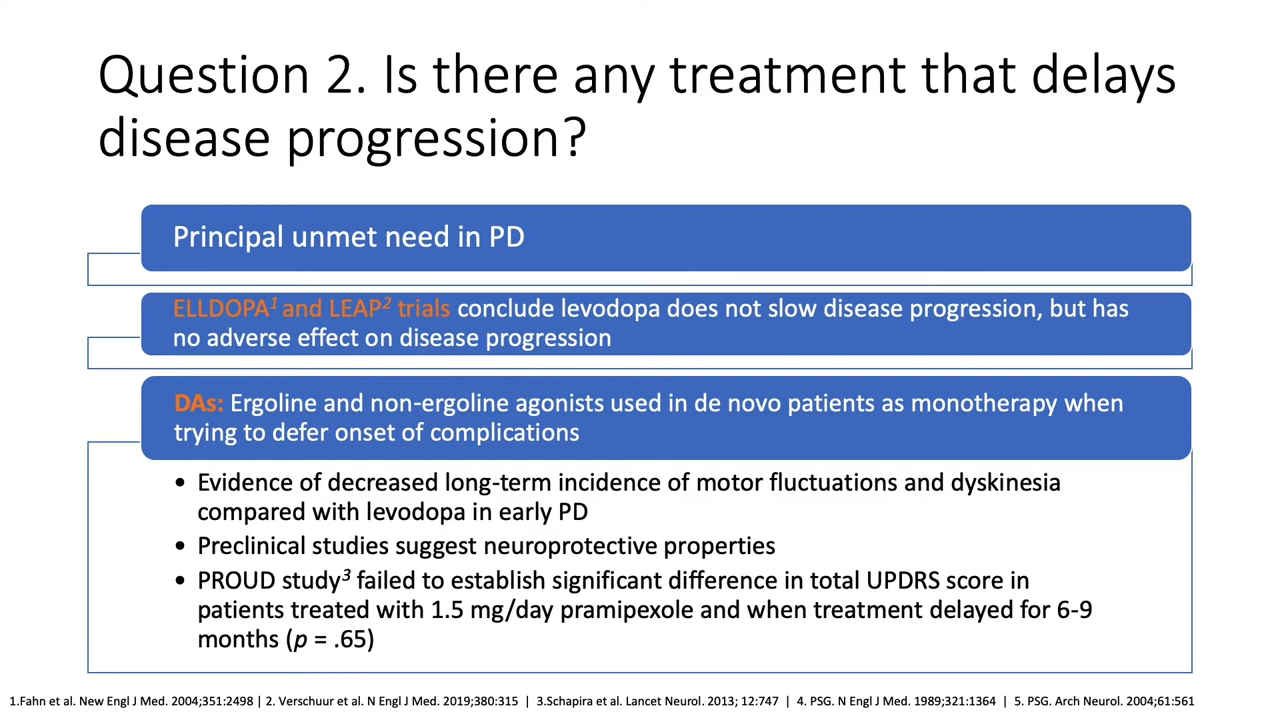 Question 2. Is there any treatment that delays
disease progression?
Principal unmet need in PD
ELLDOPA1 and LEAP2 trials conclude levodopa does not slow disease progression, but has
no adverse effect on disease progression
DAs: Ergoline and non-ergoline agonists used in de novo patients as monotherapy when
trying to defer onset of complications
• Evidence of decreased long-term incidence of motor fluctuations and dyskinesia
compared with levodopa in early PD
• Preclinical studies suggest neuroprotective properties
• PROUD study3 failed to establish significant difference in total UPDRS score in
patients treated with 1.5 mg/day pramipexole and when treatment delayed for 6-9
months (p = .65)
1.Fahn et al. New Engl J Med. 2004;351:2498 | 2. Verschuur et al. N Engl J Med. 2019;380:315 | 3.Schapira et al. Lancet Neurol. 2013; 12:747 | 4. PSG. N Engl J Med. 1989;321:1364 | 5. PSG. Arch Neurol. 2004;61:561